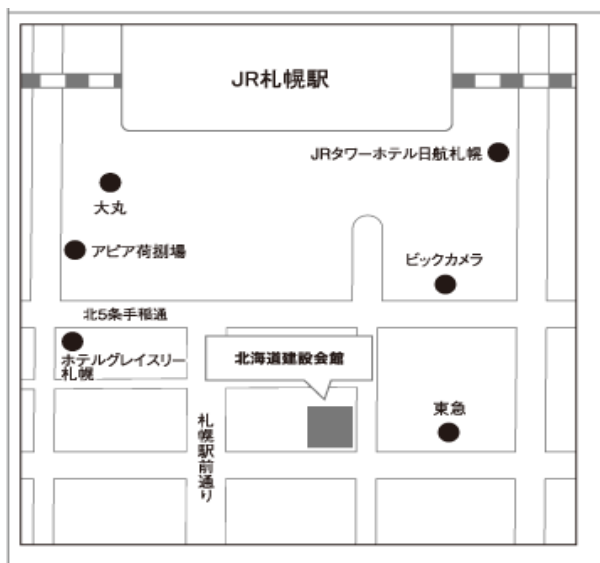 JR札幌駅
JRタワーホテル日航札幌
大丸
アピア荷捌場
ビックカメラ
北5条手稲通
ホテルグレイスリー
札幌
北海道建設会館
東急
札幌駅前通り